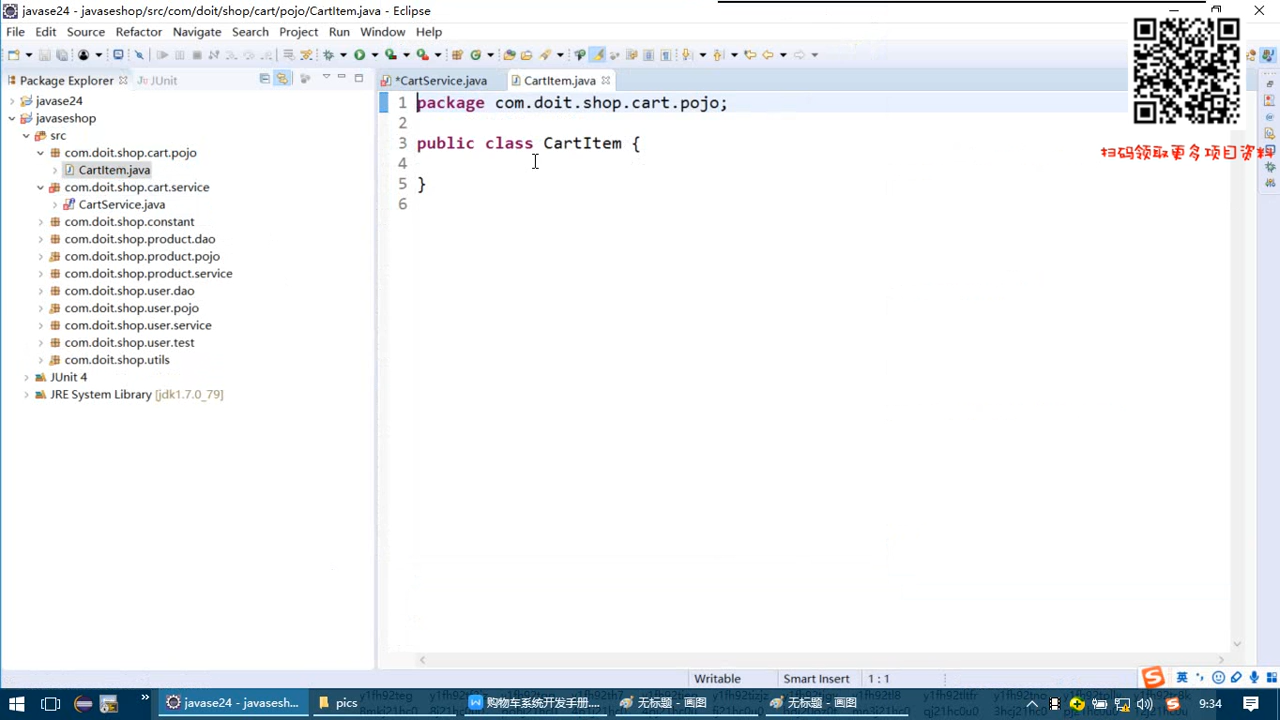 javase24 - javaseshop/src/com/doit/shop/cart/pojo/CartItem.java - Eclipse
File Edit Source Refactor Navigate Search Project Run Window Help
Package Explorer JUnit
*CartService.java CartItem.java
javase24
javaseshop
src
com.doit.shop.cart.pojo
CartItem.java
com.doit.shop.cart.service
CartService.java
com.doit.shop.constant
com.doit.shop.product.dao
com.doit.shop.product.pojo
com.doit.shop.product.service
com.doit.shop.user.dao
com.doit.shop.user.pojo
com.doit.shop.user.service
com.doit.shop.user.test
com.doit.shop.utils
JUnit 4
JRE System Library [jdk1.7.0_79]
1 package com.doit.shop.cart.pojo;
2
3 public class CartItem {
4
5 }
6
扫码领取更多项目资料
Writable Smart Insert 1 : 1
英
javase24 - javasesh... pics 购物车系统开发手册.... 无标题 - 画图 无标题 - 画图
9:34